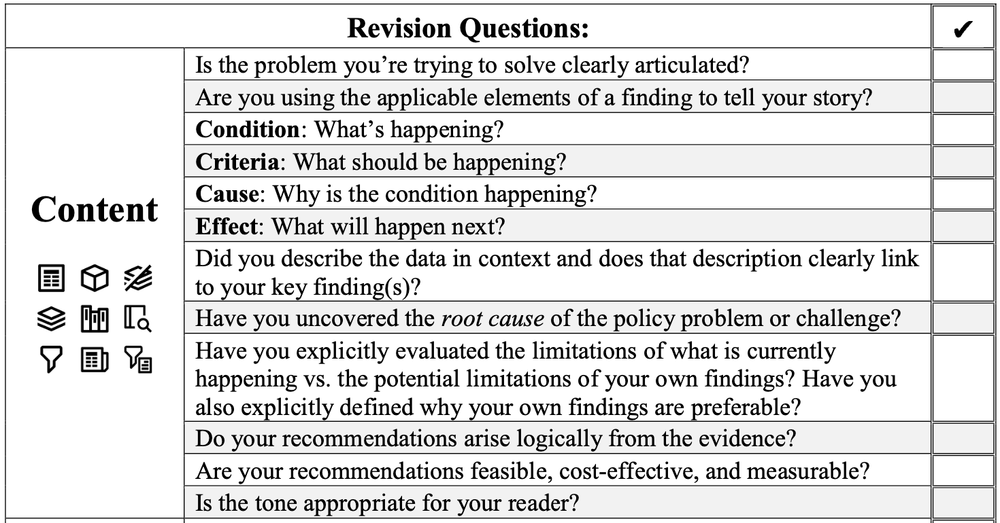 Revision Questions: ✔
Content
Is the problem you’re trying to solve clearly articulated?
Are you using the applicable elements of a finding to tell your story?
Condition: What’s happening?
Criteria: What should be happening?
Cause: Why is the condition happening?
Effect: What will happen next?
Did you describe the data in context and does that description clearly link
to your key finding(s)?
Have you uncovered the root cause of the policy problem or challenge?
Have you explicitly evaluated the limitations of what is currently
happening vs. the potential limitations of your own findings? Have you
also explicitly defined why your own findings are preferable?
Do your recommendations arise logically from the evidence?
Are your recommendations feasible, cost-effective, and measurable?
Is the tone appropriate for your reader?